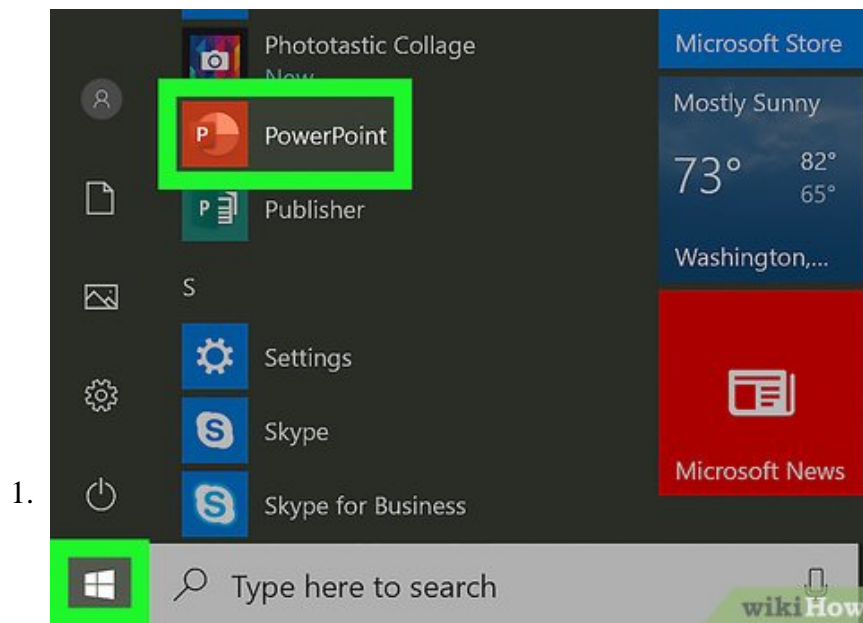 Phototastic Collage
New
PowerPoint
Publisher
S
Settings
Skype
Skype for Business
Microsoft Store
Mostly Sunny
73°
82°
65°
Washington,...
Microsoft News
1.
Type here to search
wikiHow